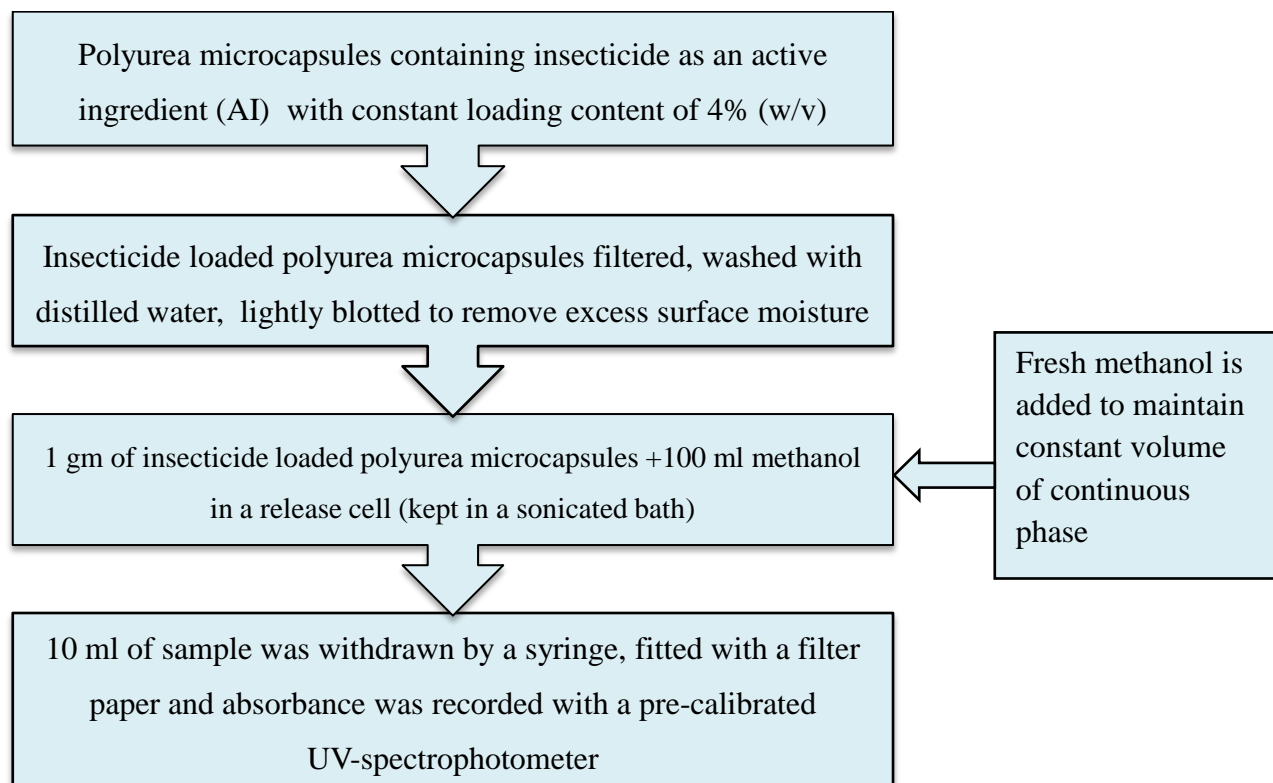 Polyurea microcapsules containing insecticide as an active
ingredient (AI) with constant loading content of 4% (w/v)
Insecticide loaded polyurea microcapsules filtered, washed with
distilled water, lightly blotted to remove excess surface moisture
1 gm of insecticide loaded polyurea microcapsules +100 ml methanol
in a release cell (kept in a sonicated bath)
Fresh methanol is
added to maintain
constant volume
of continuous
phase
10 ml of sample was withdrawn by a syringe, fitted with a filter
paper and absorbance was recorded with a pre-calibrated
UV-spectrophotometer